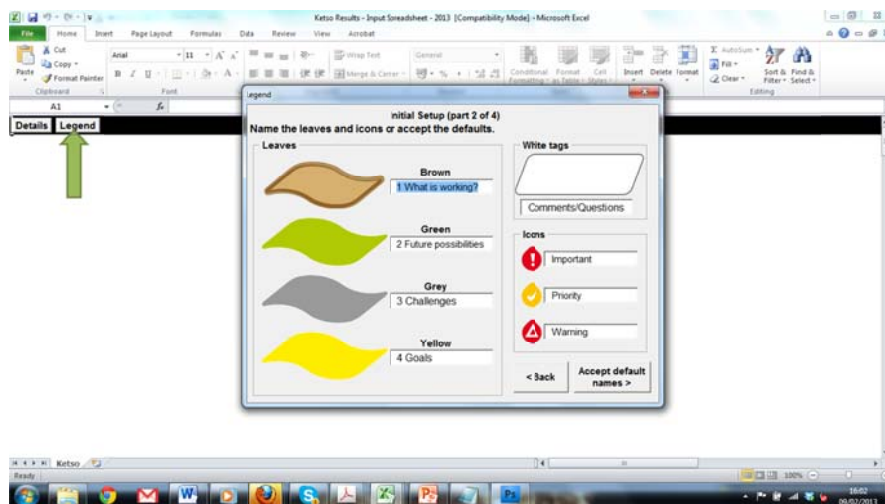 Ketso Results - Input Spreadsheet - 2013 [Compatibility Mode] - Microsoft Excel
File Home Insert Page Layout Formulas Data Review View Acrobat
Cut
Copy
Format Painter
Paste
Clipboard
Arial 11
B I U
Font
Wrap Text
Merge & Center
General
Conditional Formatting
Format as Table
Cell Styles
Insert Delete Format
AutoSum
Fill
Clear
Sort & Filter
Find & Select
Editing
A1 fx
Details Legend
Legend
Initial Setup (part 2 of 4)
Name the leaves and icons or accept the defaults.
Leaves
Brown
1 What is working?
Green
2 Future possibilities
Grey
3 Challenges
Yellow
4 Goals
White tags
Comments/Questions
Icons
Important
Priority
Warning
< Back
Accept default
names >
Ketso
Ready 100%
16:02
09/02/2013